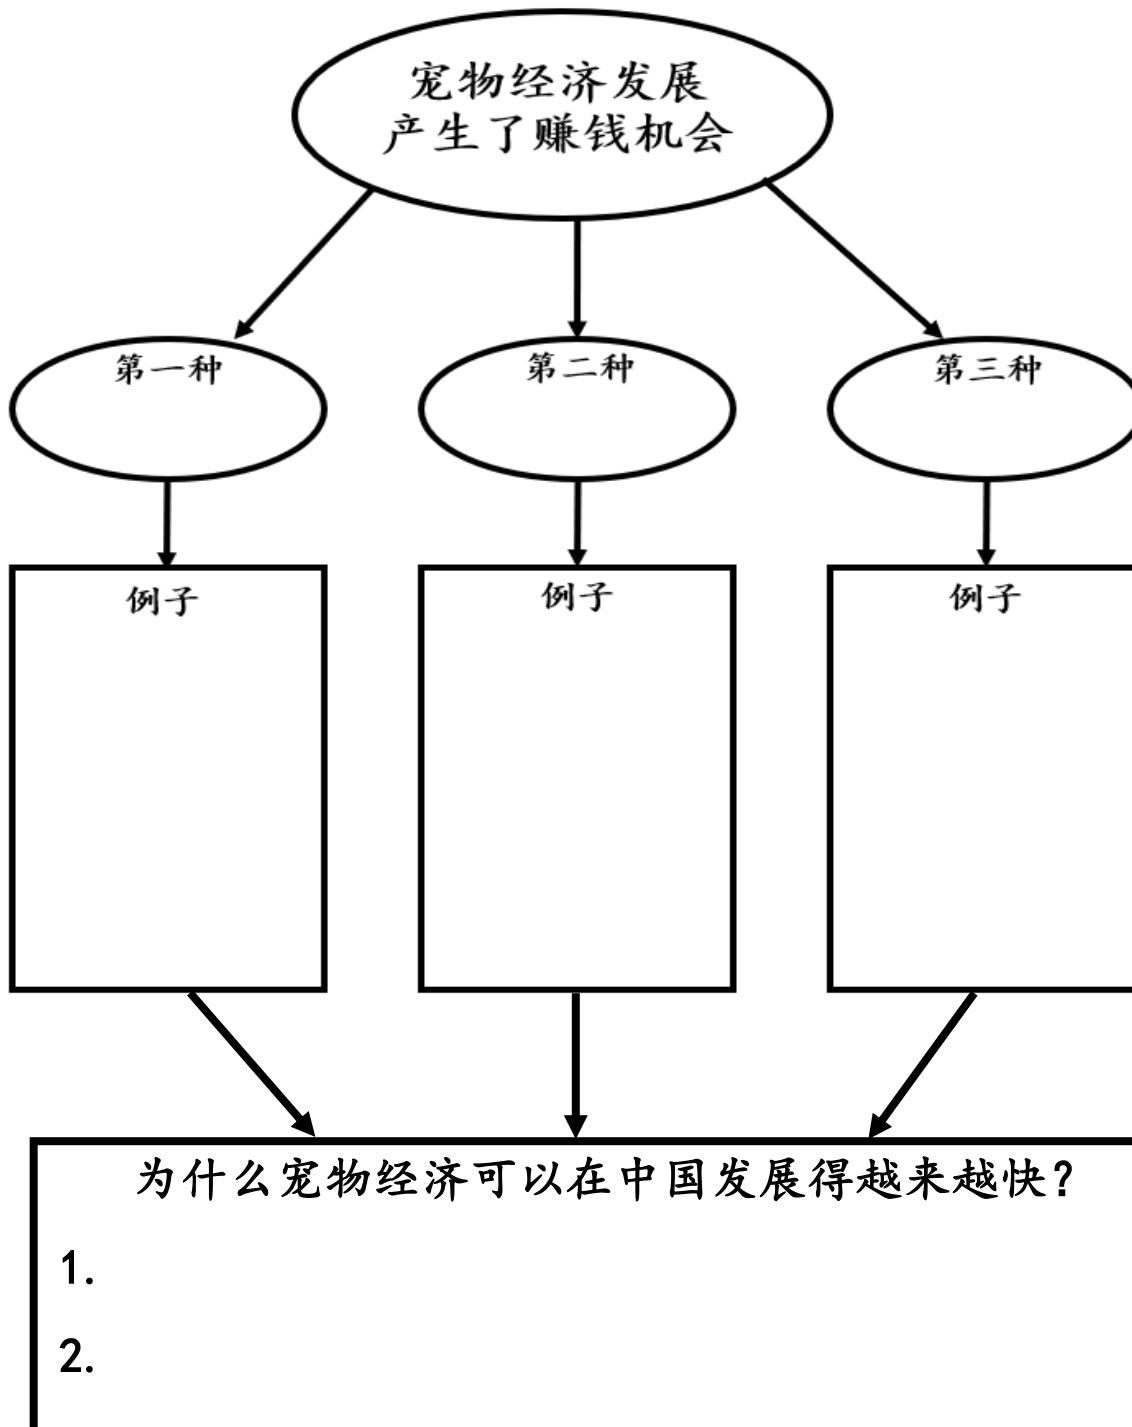 宠物经济发展
产生了赚钱机会
第一种
第二种
第三种
例子
例子
例子
为什么宠物经济可以在中国发展得越来越快？
1.
2.